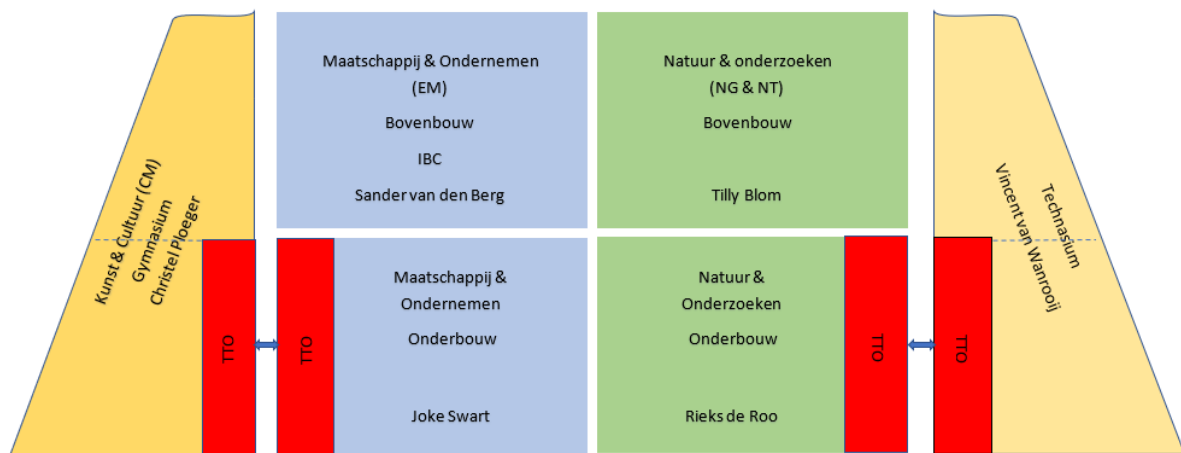 Kunst & Cultuur (CM)
Gymnasium
Christel Ploeger
Maatschappij & Ondernemen
(EM)
Bovenbouw
IBC
Sander van den Berg
Natuur & onderzoeken
(NG & NT)
Bovenbouw
Tilly Blom
Technasium
Vincent van Wanrooij
TTO
TTO
Maatschappij &
Ondernemen
Onderbouw
Joke Swart
Natuur &
Onderzoeken
Onderbouw
Rieks de Roo
TTO
TTO